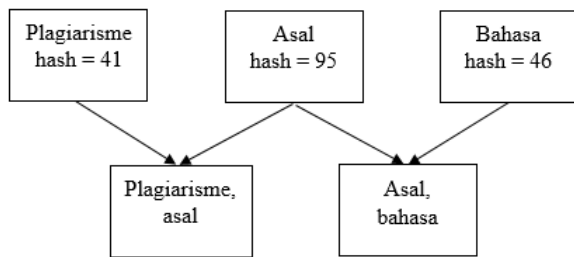 Plagiarisme
hash = 41
Asal
hash = 95
Bahasa
hash = 46
Plagiarisme,
asal
Asal,
bahasa